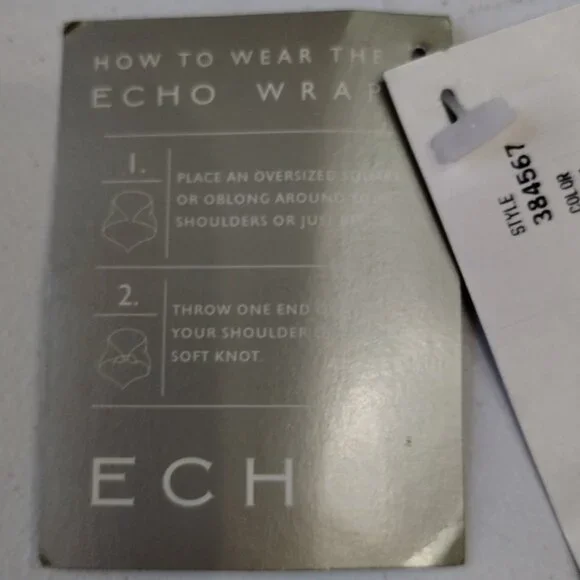 HOW TO WEAR THE
ECHO WRAP
1.
PLACE AN OVERSIZED SQUARE
OR OBLONG AROUND
SHOULDERS OR JUST
2.
THROW ONE END
YOUR SHOULDER
SOFT KNOT.
ECH
STYLE
384567
COLOR